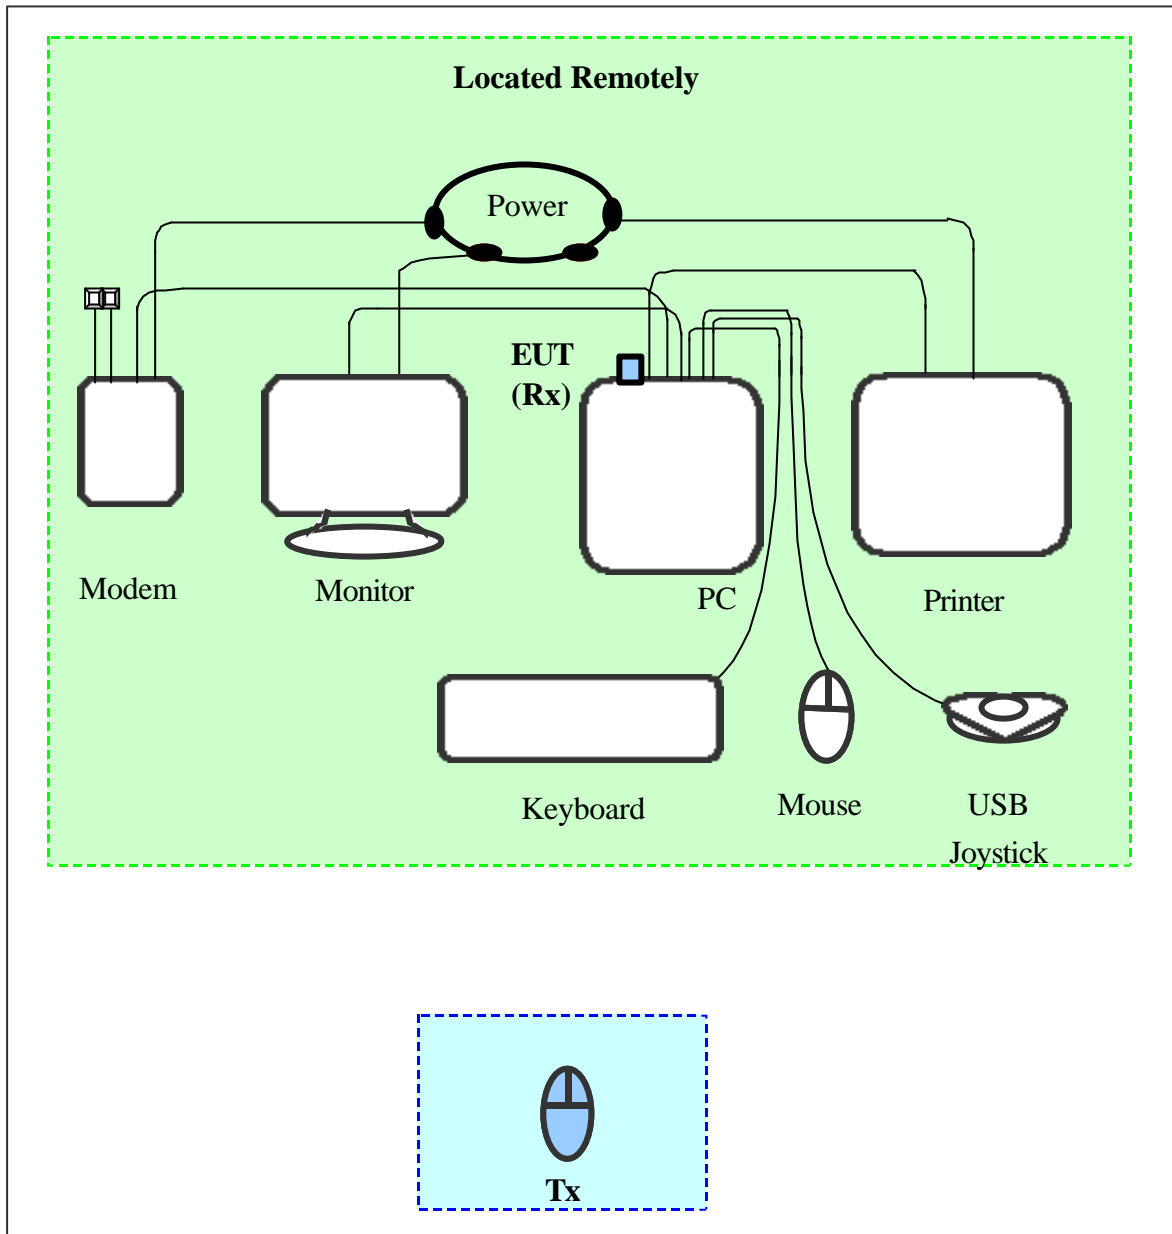 Located Remotely
Power
EUT
(Rx)
Modem
Monitor
PC
Printer
Keyboard
Mouse
USB
Joystick
Tx